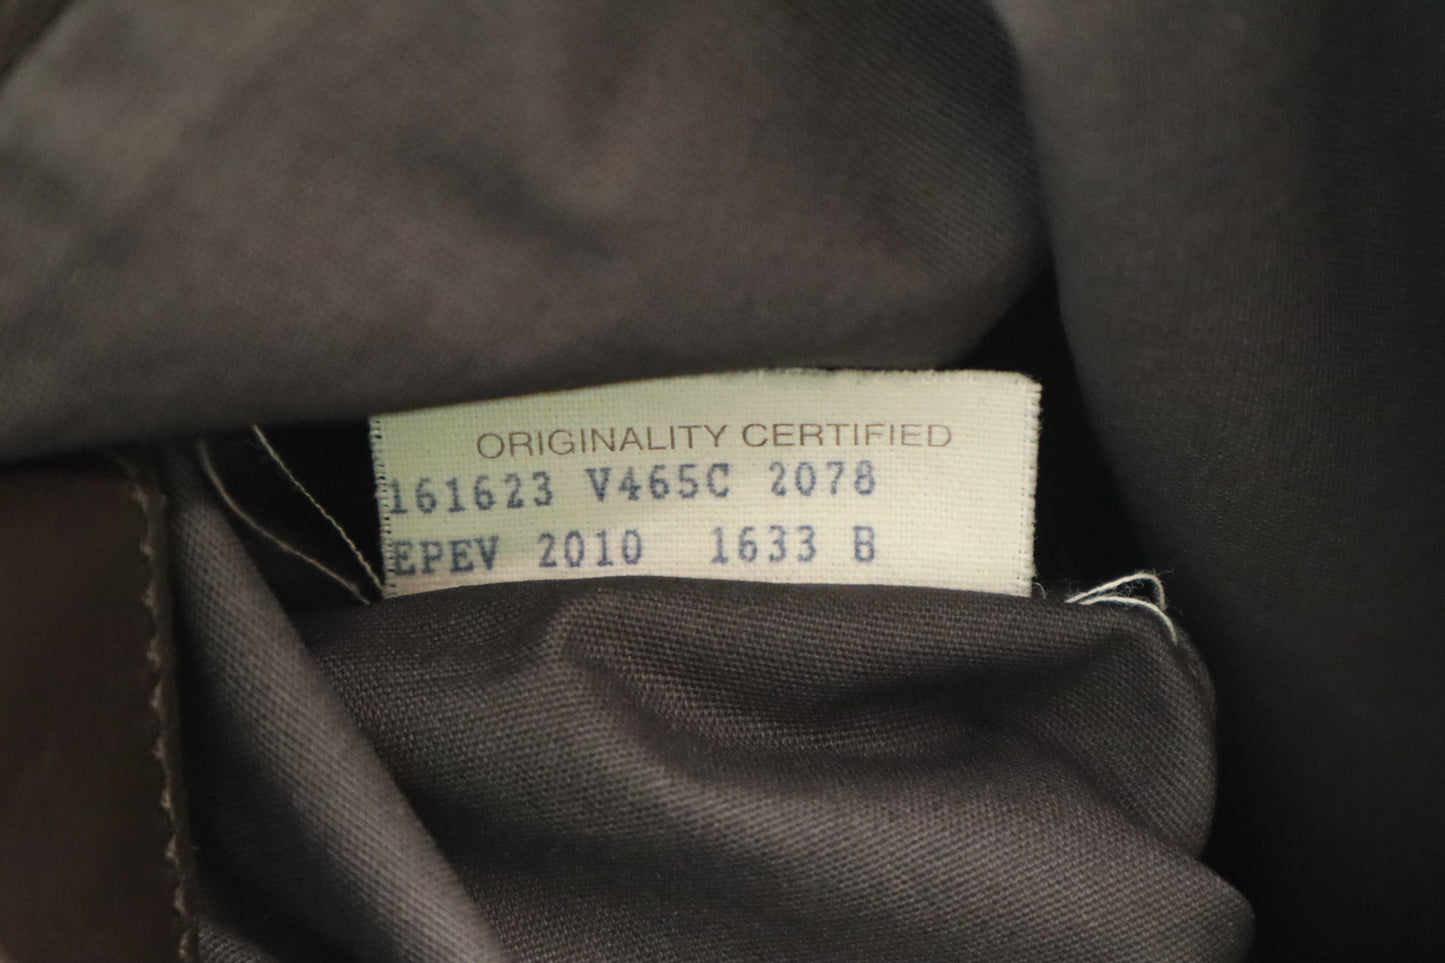 ORIGINALITY CERTIFIED
161623 V465C 2078
EPEV 2010 1633 B